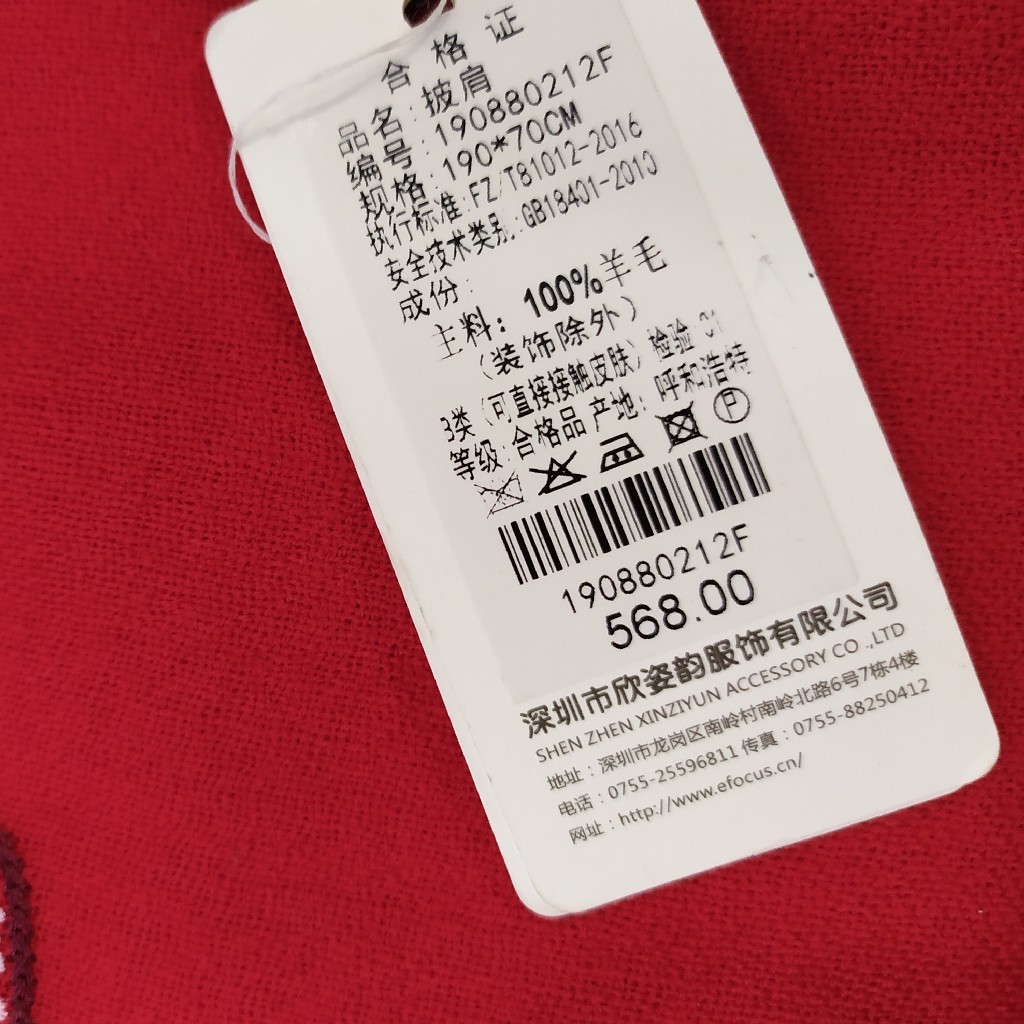 合格证
品名：披肩
编号：190880212F
规格：190*70CM
执行标准：FZ/T81012-2016
安全技术类别：GB18401-2010
成份：
主料：100%羊毛
（装饰除外）
B类（可直接接触皮肤）检验 01
等级：合格品 产地：呼和浩特
P
190880212F
568.00
深圳市欣姿韵服饰有限公司
SHEN ZHEN XINZIYUN ACCESSORY CO .,LTD
地址：深圳市龙岗区南岭村南岭北路6号7栋4楼
电话：0755-25596811 传真：0755-88250412
网址：http://www.efocus.cn/